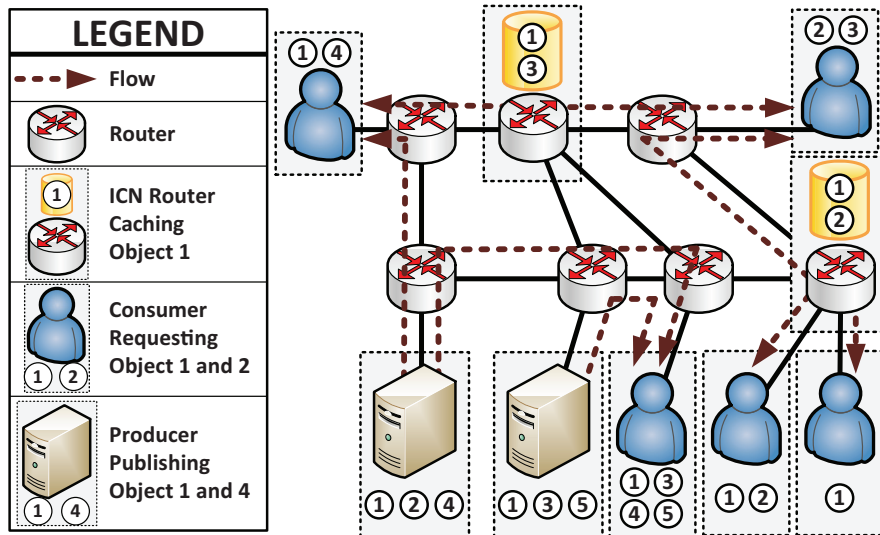 LEGEND
Flow
Router
1
ICN Router
Caching
Object 1
Consumer
Requesting
Object 1 and 2
1 2
Producer
Publishing
Object 1 and 4
1 4
1 4
1
3
2 3
1
2
1 2 4
1 3 5
1 3
4 5
1 2
1